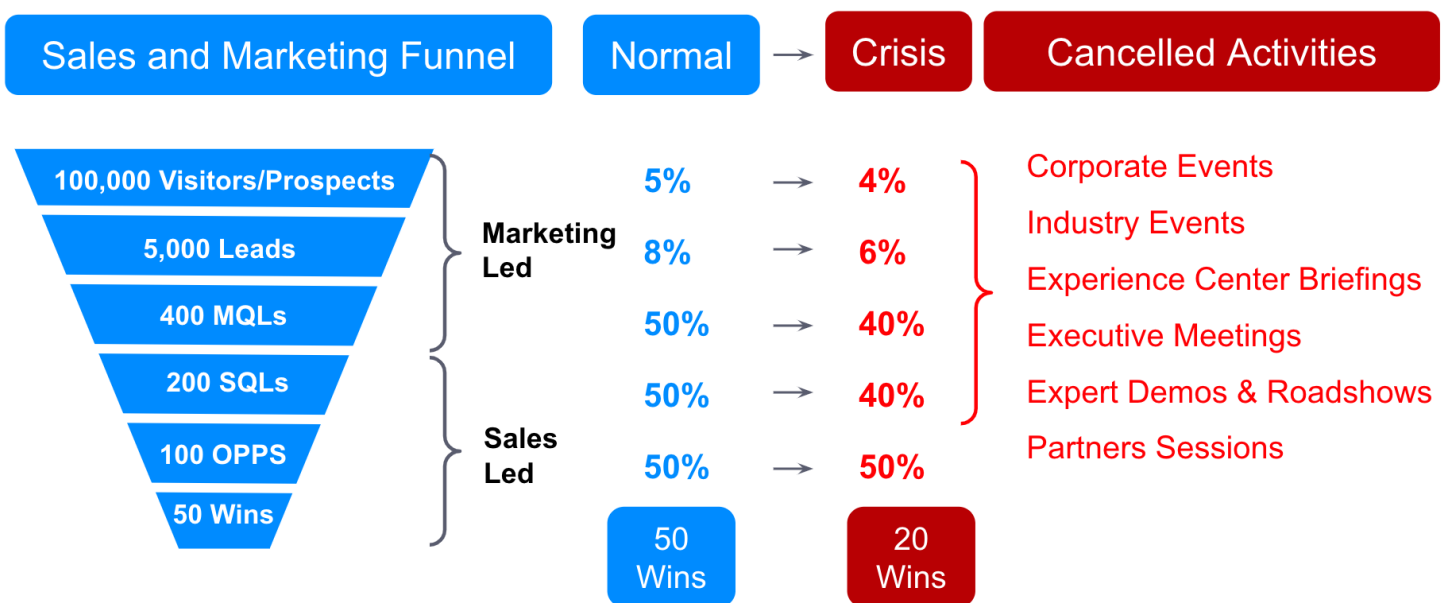 Sales and Marketing Funnel
Normal
Crisis
Cancelled Activities
100,000 Visitors/Prospects
5,000 Leads
400 MQLs
200 SQLs
100 OPPS
50 Wins
Marketing
Led
Sales
Led
5%
4%
8%
6%
50%
40%
50%
40%
50%
50%
50
Wins
20
Wins
Corporate Events
Industry Events
Experience Center Briefings
Executive Meetings
Expert Demos & Roadshows
Partners Sessions